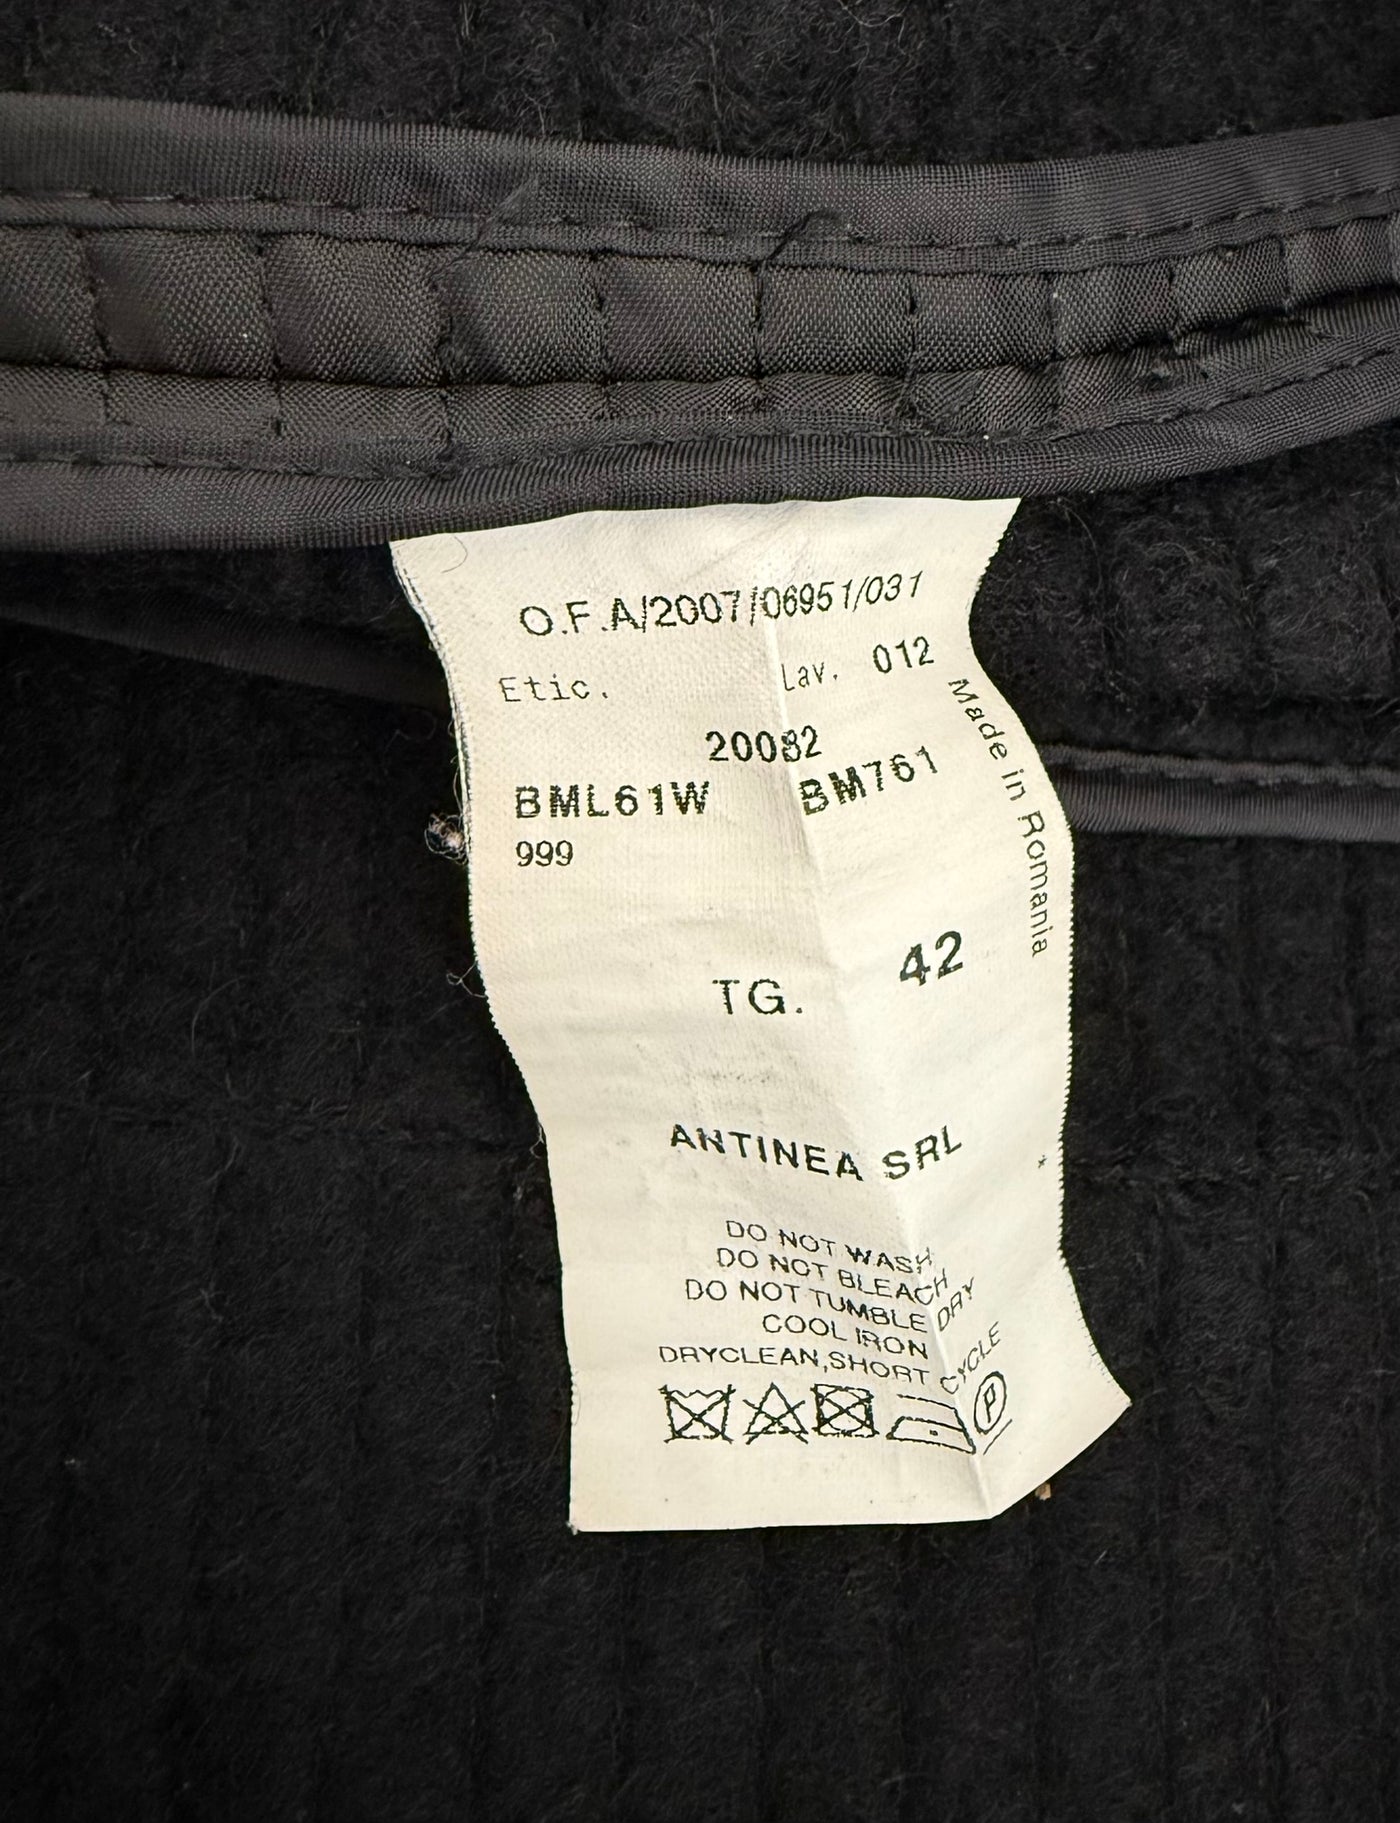 O.F.A/2007/06951/031
Etic. Lav. 012
20082
BML61W BM761
999
Made in Romania
TG. 42
ANTINEA SRL
DO NOT WASH
DO NOT BLEACH
DO NOT TUMBLE DRY
COOL IRON
DRYCLEAN,SHORT CYCLE
P